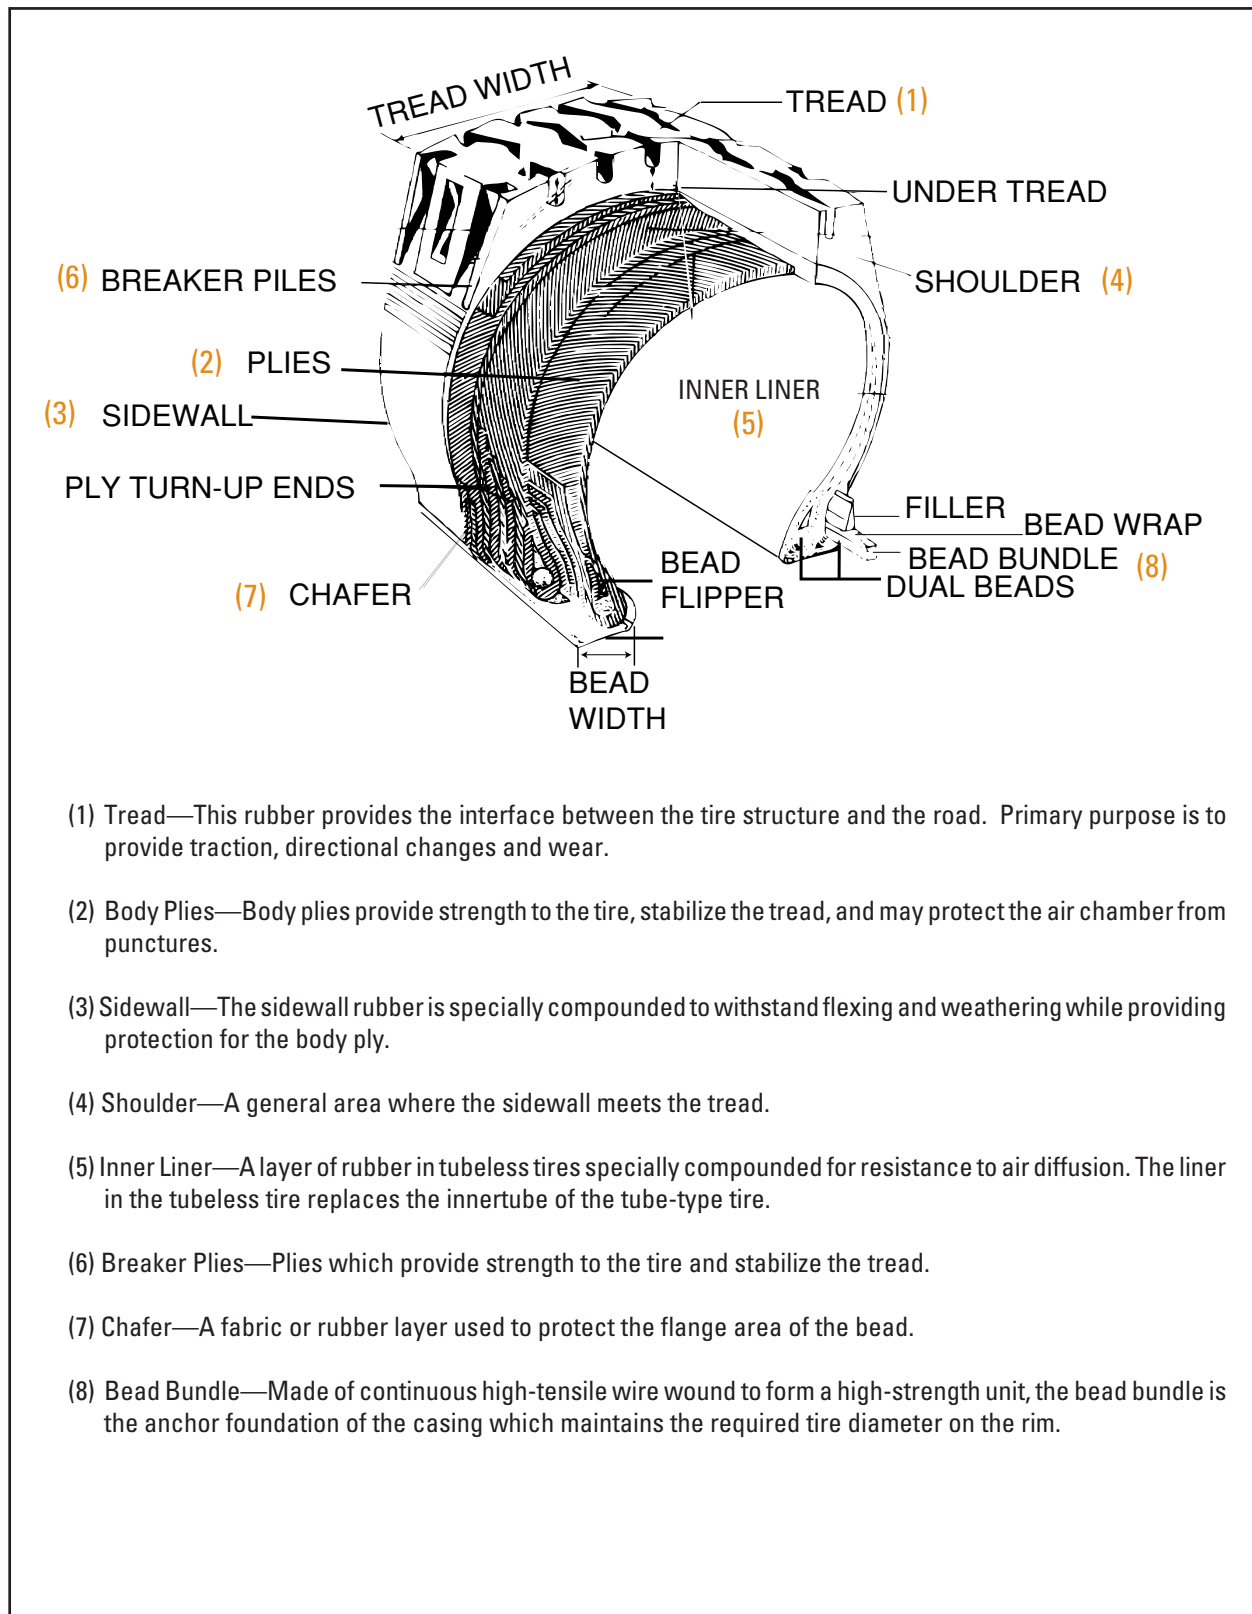 TREAD WIDTH
TREAD (1)
UNDER TREAD
(6) BREAKER PILES
SHOULDER (4)
(2) PLIES
INNER LINER
(5)
(3) SIDEWALL
PLY TURN-UP ENDS
FILLER
BEAD WRAP
BEAD BUNDLE (8)
DUAL BEADS
BEAD
FLIPPER
(7) CHAFER
BEAD
WIDTH
(1) Tread—This rubber provides the interface between the tire structure and the road. Primary purpose is to
provide traction, directional changes and wear.
(2) Body Plies—Body plies provide strength to the tire, stabilize the tread, and may protect the air chamber from
punctures.
(3) Sidewall—The sidewall rubber is specially compounded to withstand flexing and weathering while providing
protection for the body ply.
(4) Shoulder—A general area where the sidewall meets the tread.
(5) Inner Liner—A layer of rubber in tubeless tires specially compounded for resistance to air diffusion. The liner
in the tubeless tire replaces the innertube of the tube-type tire.
(6) Breaker Plies—Plies which provide strength to the tire and stabilize the tread.
(7) Chafer—A fabric or rubber layer used to protect the flange area of the bead.
(8) Bead Bundle—Made of continuous high-tensile wire wound to form a high-strength unit, the bead bundle is
the anchor foundation of the casing which maintains the required tire diameter on the rim.